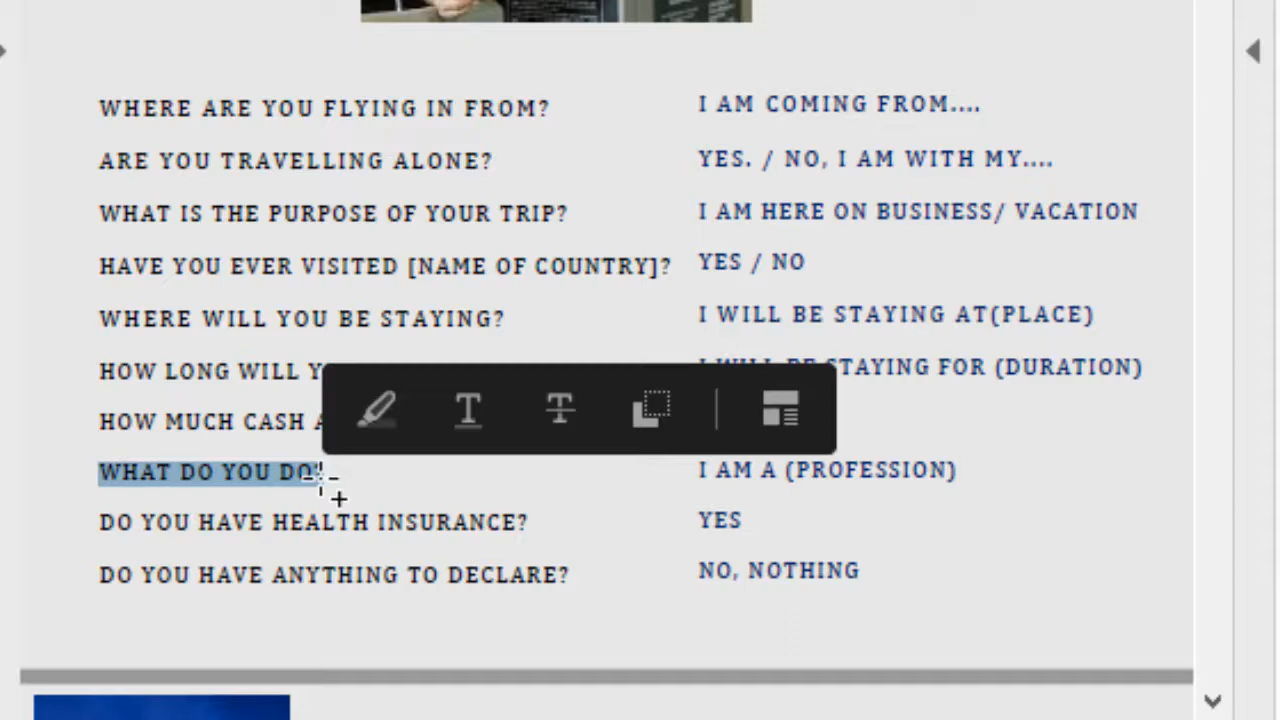 WHERE ARE YOU FLYING IN FROM?
I AM COMING FROM....
ARE YOU TRAVELLING ALONE?
YES. / NO, I AM WITH MY....
WHAT IS THE PURPOSE OF YOUR TRIP?
I AM HERE ON BUSINESS/ VACATION
HAVE YOU EVER VISITED [NAME OF COUNTRY]?
YES / NO
WHERE WILL YOU BE STAYING?
I WILL BE STAYING AT(PLACE)
HOW LONG WILL
I WILL BE STAYING FOR (DURATION)
HOW MUCH CASH
WHAT DO YOU DO?
I AM A (PROFESSION)
DO YOU HAVE HEALTH INSURANCE?
YES
DO YOU HAVE ANYTHING TO DECLARE?
NO, NOTHING